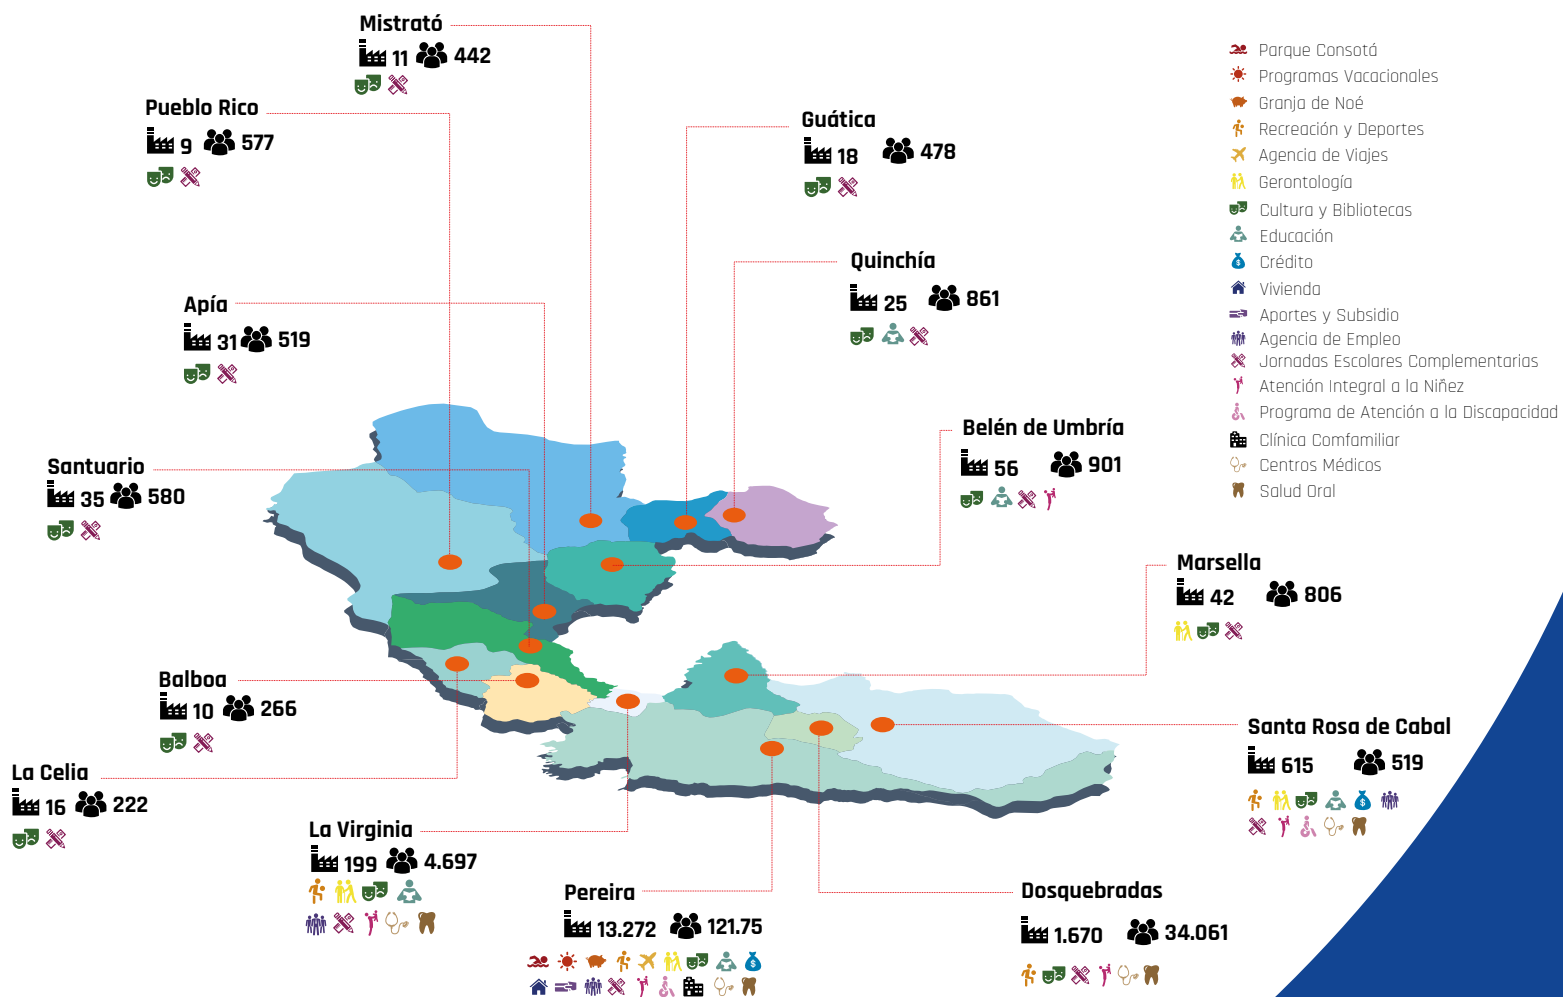 Mistrató
11 442
Pueblo Rico
9 577
Guática
18 478
Quinchía
25 861
Apía
31 519
Belén de Umbría
56 901
Santuario
35 580
Marsella
42 806
Balboa
10 266
Santa Rosa de Cabal
615 519
La Celia
16 222
La Virginia
199 4.697
Pereira
13.272 121.75
Dosquebradas
1.670 34.061
Parque Consotá
Programas Vacacionales
Granja de Noé
Recreación y Deportes
Agencia de Viajes
Gerontología
Cultura y Bibliotecas
Educación
Crédito
Vivienda
Aportes y Subsidio
Agencia de Empleo
Jornadas Escolares Complementarias
Atención Integral a la Niñez
Programa de Atención a la Discapacidad
Clínica Comfamiliar
Centros Médicos
Salud Oral